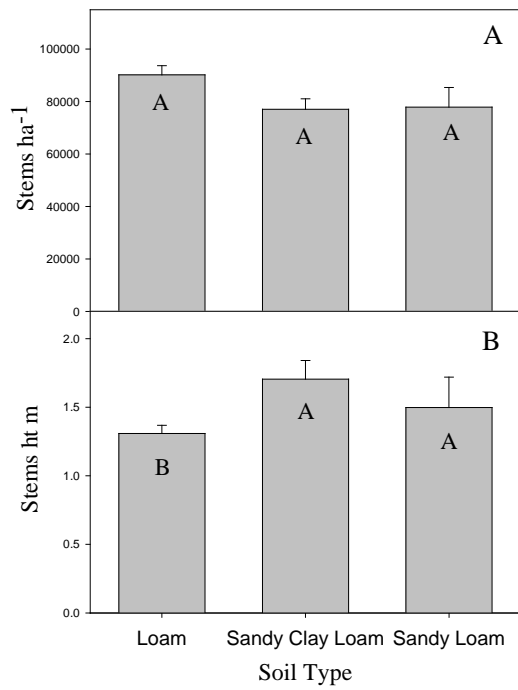 A
100000
80000
60000
40000
20000
0
Stems ha-1
A
A
A
B
2.0
1.5
1.0
0.5
0.0
Stems ht m
B
A
A
Loam Sandy Clay Loam Sandy Loam
Soil Type